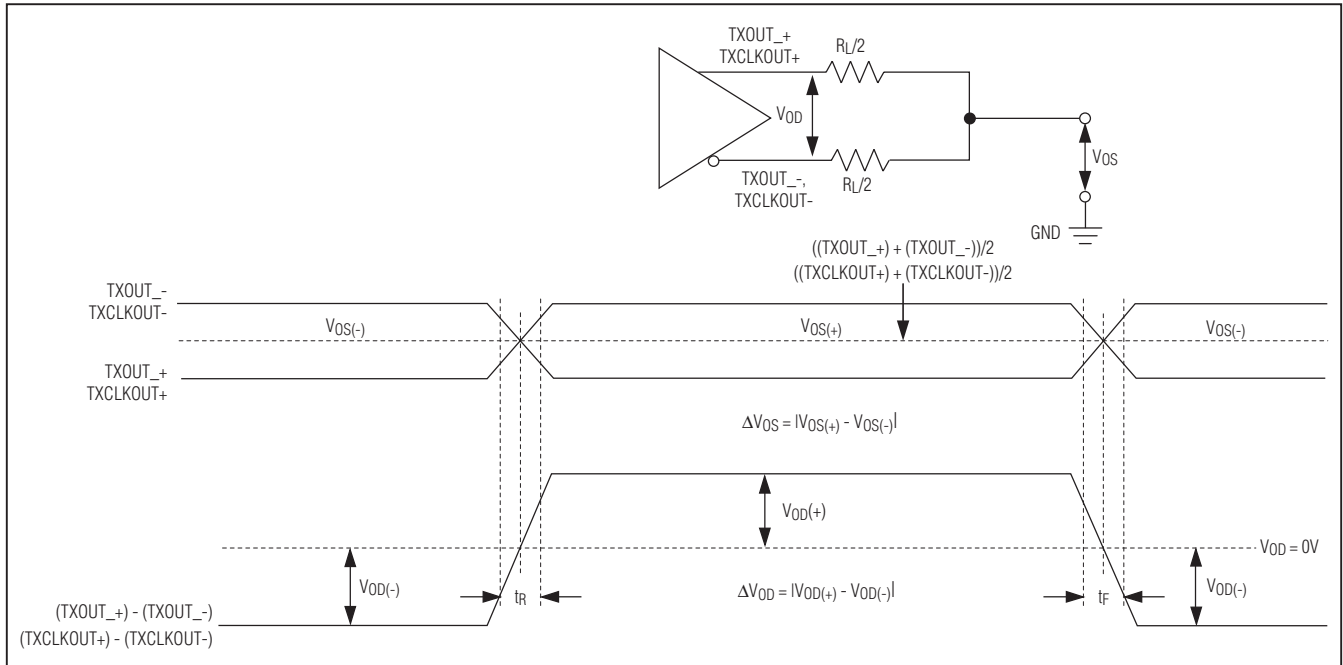 TXOUT_+
TXCLKOUT+
RL/2
VOD
VOS
TXOUT_-,
TXCLKOUT-
RL/2
GND
((TXOUT_+) + (TXOUT_-))/2
((TXCLKOUT+) + (TXCLKOUT-))/2
TXOUT_-
TXCLKOUT-
VOS(-)
VOS(+)
VOS(-)
TXOUT_+
TXCLKOUT+
ΔVOS = |VOS(+) - VOS(-)|
VOD(+)
VOD = 0V
VOD(-)
tR
ΔVOD = |VOD(+) - VOD(-)|
tF
VOD(-)
(TXOUT_+) - (TXOUT_-)
(TXCLKOUT+) - (TXCLKOUT-)